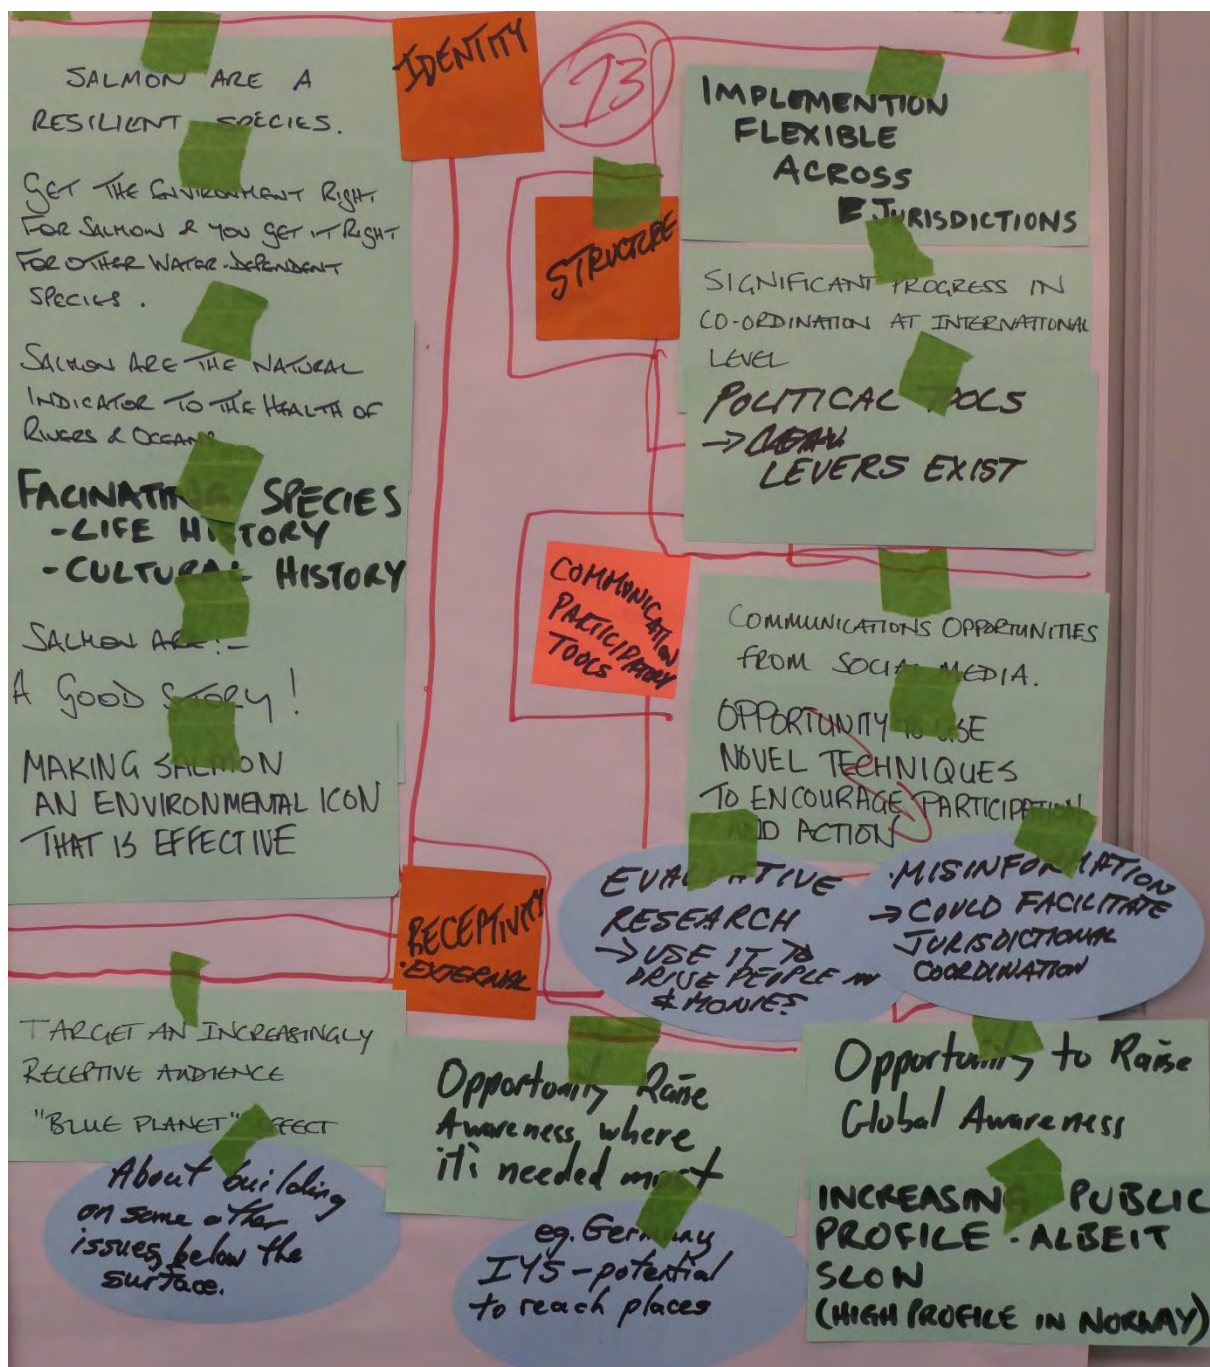 IDENTITY
SALMON ARE A
RESILIENT SPECIES.
GET THE ENVIRONMENT RIGHT
FOR SALMON & YOU GET IT RIGHT
FOR OTHER WATER-DEPENDENT
SPECIES.
SALMON ARE THE NATURAL
INDICATOR TO THE HEALTH OF
RIVERS & OCEANS
FACINATING SPECIES
- LIFE HISTORY
- CULTURAL HISTORY
SALMON ARE:-
A GOOD STORY!
MAKING SALMON
AN ENVIRONMENTAL ICON
THAT IS EFFECTIVE
13
STRUCTURE
IMPLEMENTION
FLEXIBLE
ACROSS
JURISDICTIONS
SIGNIFICANT PROGRESS IN
CO-ORDINATION AT INTERNATIONAL
LEVEL
POLITICAL TOOLS
→
LEVERS EXIST
COMMUNICATION
PARTICIPATORY
TOOLS
COMMUNICATIONS OPPORTUNITIES
FROM SOCIAL MEDIA.
OPPORTUNITY TO USE
NOVEL TECHNIQUES
TO ENCOURAGE PARTICIPATION
AND ACTION
EVALUATIVE
RESEARCH
→ USE IT TO
DRIVE PEOPLE IN
& MONIES
• MISINFORMATION
→ COULD FACILITATE
JURISDICTIONAL
COORDINATION
RECEPTIVITY
• EXTERNAL
TARGET AN INCREASINGLY
RECEPTIVE AUDIENCE
"BLUE PLANET" EFFECT
About building
on some other
issues, below the
surface.
Opportunity Raise
Awareness where
it's needed most
eg. Germany
IYS - potential
to reach places
Opportunity to Raise
Global Awareness
INCREASING PUBLIC
PROFILE - ALBEIT
SLOW
(HIGH PROFILE IN NORWAY)